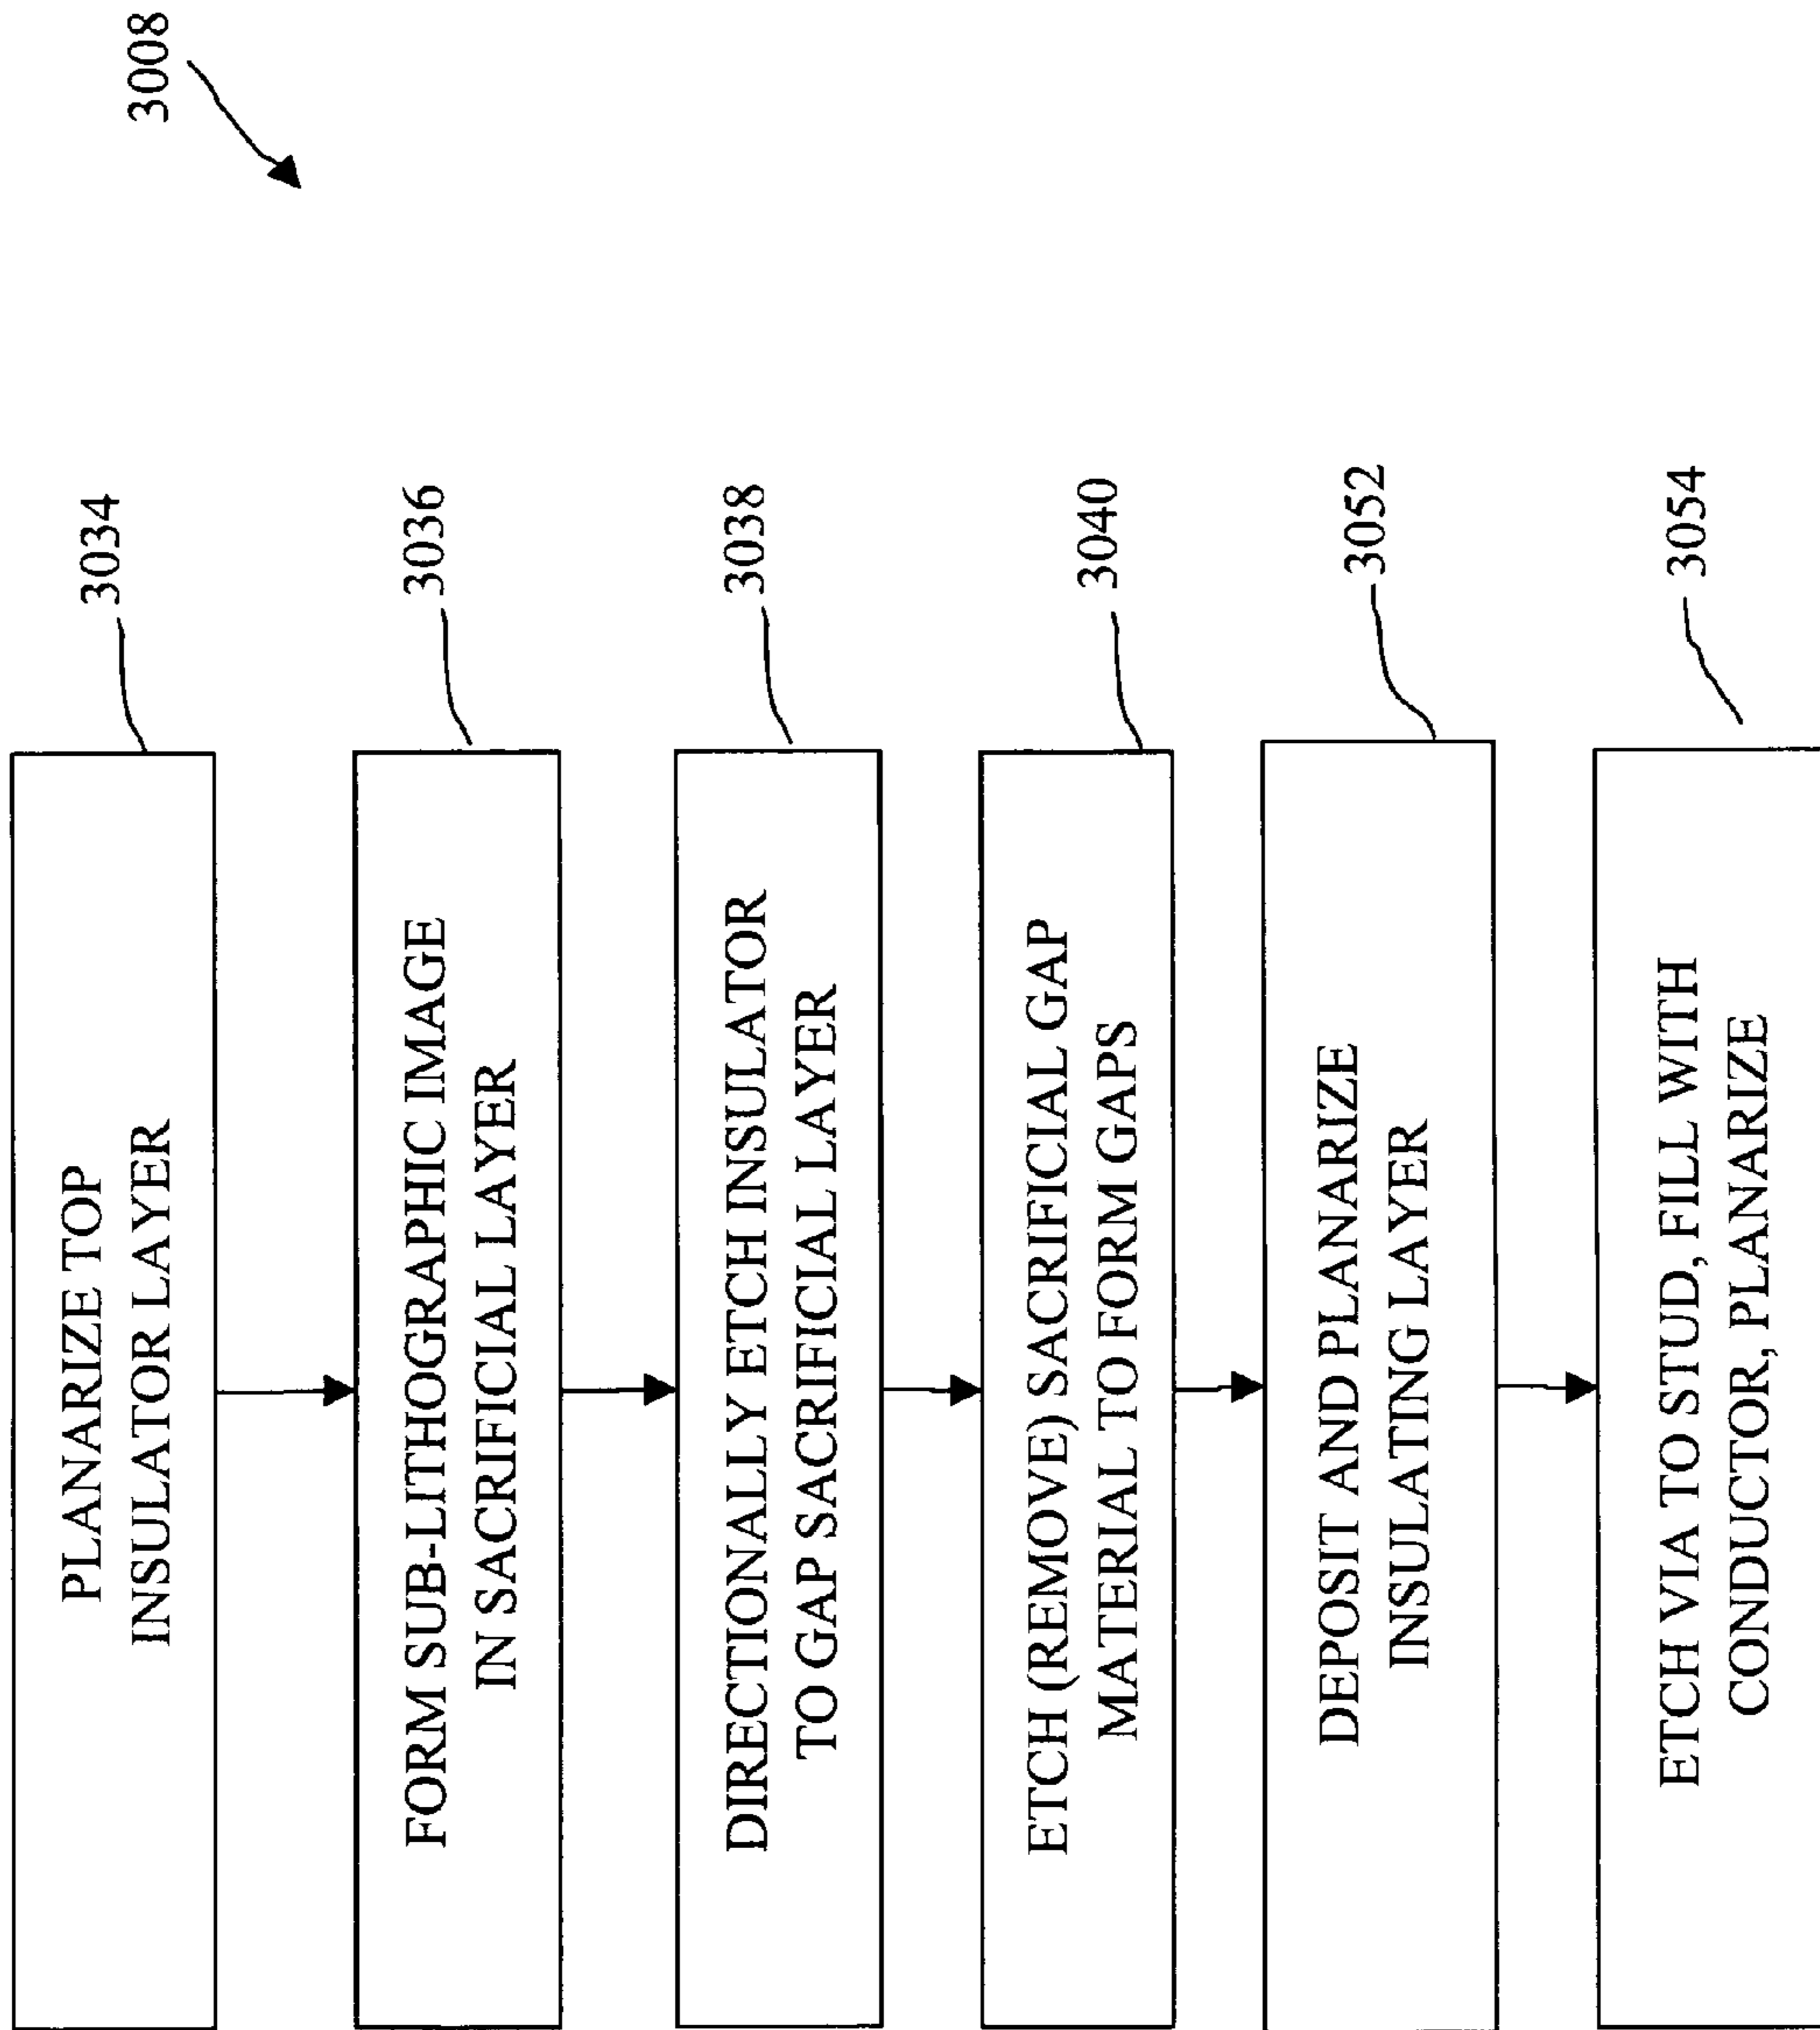 3008
3034
PLANARIZE TOP
INSULATOR LAYER
3036
FORM SUB-LITHOGRAPHIC IMAGE
IN SACRIFICIAL LAYER
3038
DIRECTIONALLY ETCH INSULATOR
TO GAP SACRIFICIAL LAYER
3040
ETCH (REMOVE) SACRIFICIAL GAP
MATERIAL TO FORM GAPS
3052
DEPOSIT AND PLANARIZE
INSULATING LAYER
3054
ETCH VIA TO STUD, FILL WITH
CONDUCTOR, PLANARIZE